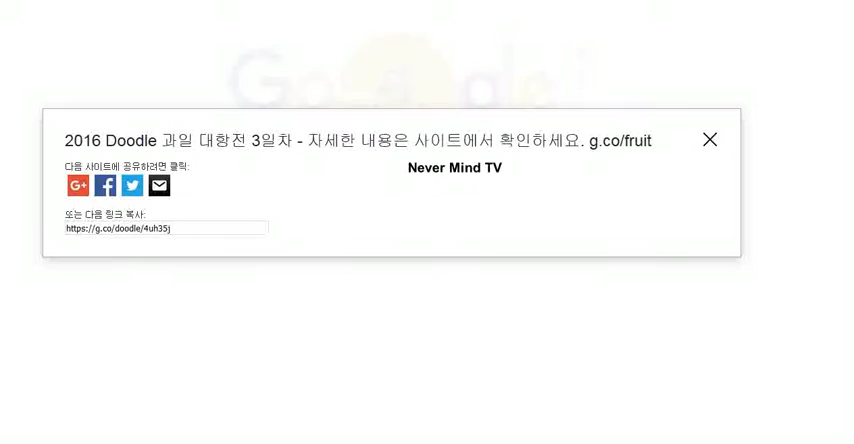 2016 Doodle 과일 대항전 3일차 - 자세한 내용은 사이트에서 확인하세요. g.co/fruit
다음 사이트에 공유하려면 클릭:
Never Mind TV
G+
또는 다음 링크 복사:
https://g.co/doodle/4uh35j